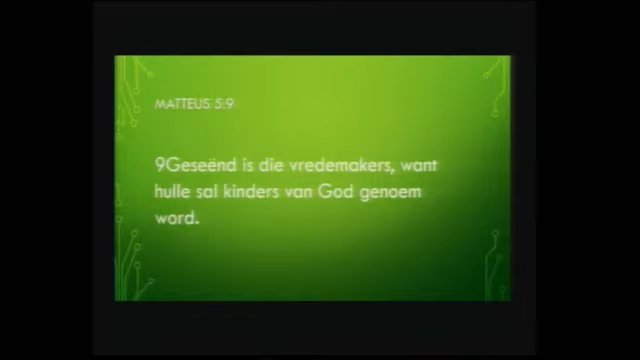 MATTEUS 5:9
9Geseënd is die vredemakers, want
hulle sal kinders van God genoem
word.